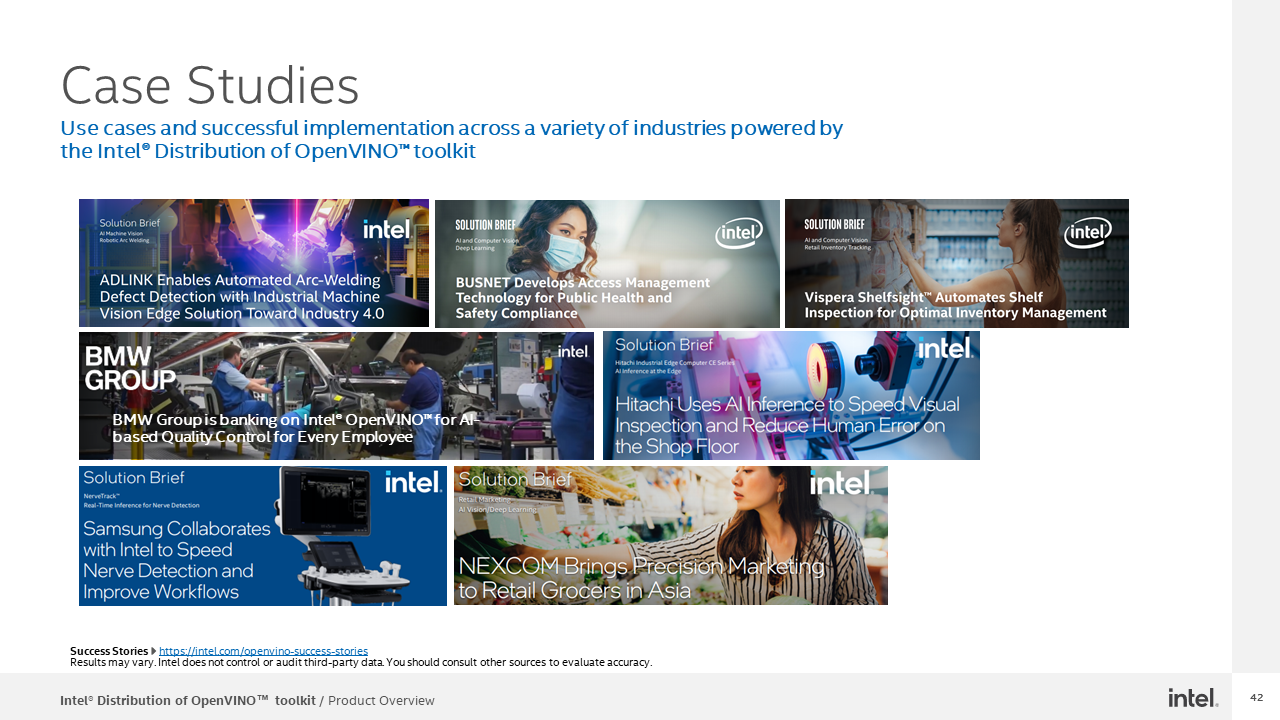 Case Studies
Use cases and successful implementation across a variety of industries powered by
the Intel® Distribution of OpenVINO™ toolkit
Solution Brief
AI Machine Vision
Robotic Arc Welding
intel
ADLINK Enables Automated Arc-Welding
Defect Detection with Industrial Machine
Vision Edge Solution Toward Industry 4.0
SOLUTION BRIEF
AI and Computer Vision
Deep Learning
intel
BUSNET Develops Access Management
Technology for Public Health and
Safety Compliance
SOLUTION BRIEF
AI and Computer Vision
Retail Inventory Tracking
intel
Vispera Shelfsight™ Automates Shelf
Inspection for Optimal Inventory Management
BMW
GROUP
intel
BMW Group is banking on Intel® OpenVINO™ for AI-
based Quality Control for Every Employee
Solution Brief
Hitachi Industrial Edge Computer CE Series
AI Inference at the Edge
intel.
Hitachi Uses AI Inference to Speed Visual
Inspection and Reduce Human Error on
the Shop Floor
Solution Brief
NerveTrack™
Real-Time Inference for Nerve Detection
intel.
Samsung Collaborates
with Intel to Speed
Nerve Detection and
Improve Workflows
Solution Brief
Retail Marketing
AI Vision/Deep Learning
intel
NEXCOM Brings Precision Marketing
to Retail Grocers in Asia
Success Stories https://intel.com/openvino-success-stories
Results may vary. Intel does not control or audit third-party data. You should consult other sources to evaluate accuracy.
Intel® Distribution of OpenVINO™ toolkit / Product Overview
intel.
42